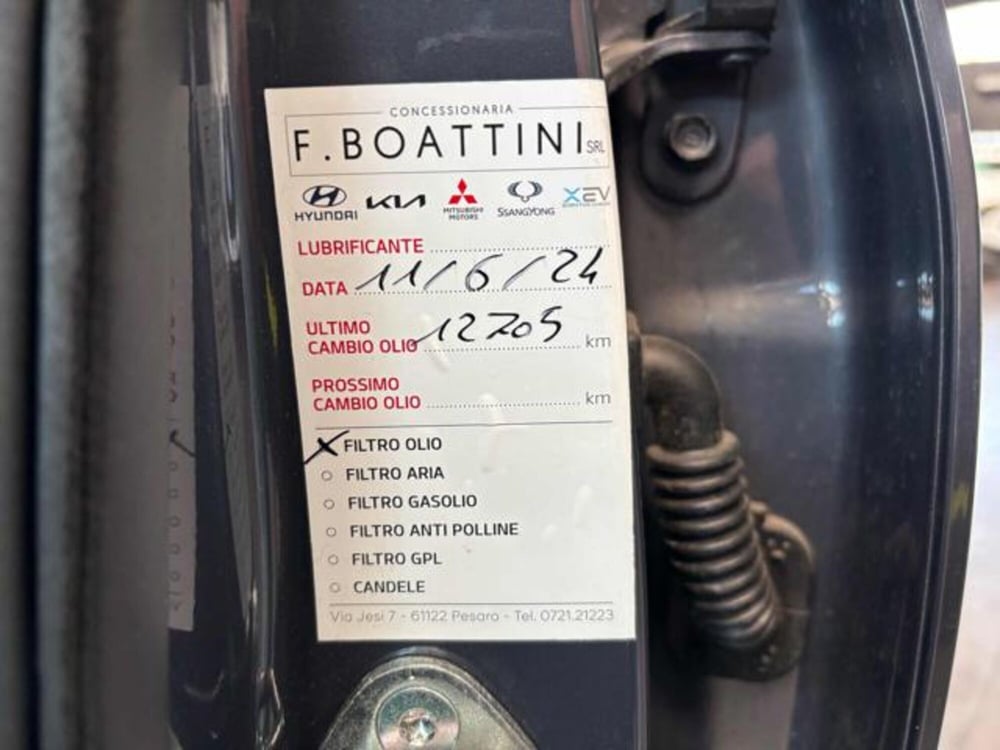 CONCESSIONARIA
F.BOATTINI SRL
HYUNDAI KIA MITSUBISHI MOTORS SSANGYONG XEV
LUBRIFICANTE
DATA 11/6/24
ULTIMO
CAMBIO OLIO 12705 km
PROSSIMO
CAMBIO OLIO km
FILTRO OLIO
FILTRO ARIA
FILTRO GASOLIO
FILTRO ANTI POLLINE
FILTRO GPL
CANDELE
Via Jesi 7 - 61122 Pesaro - Tel. 0721.21223